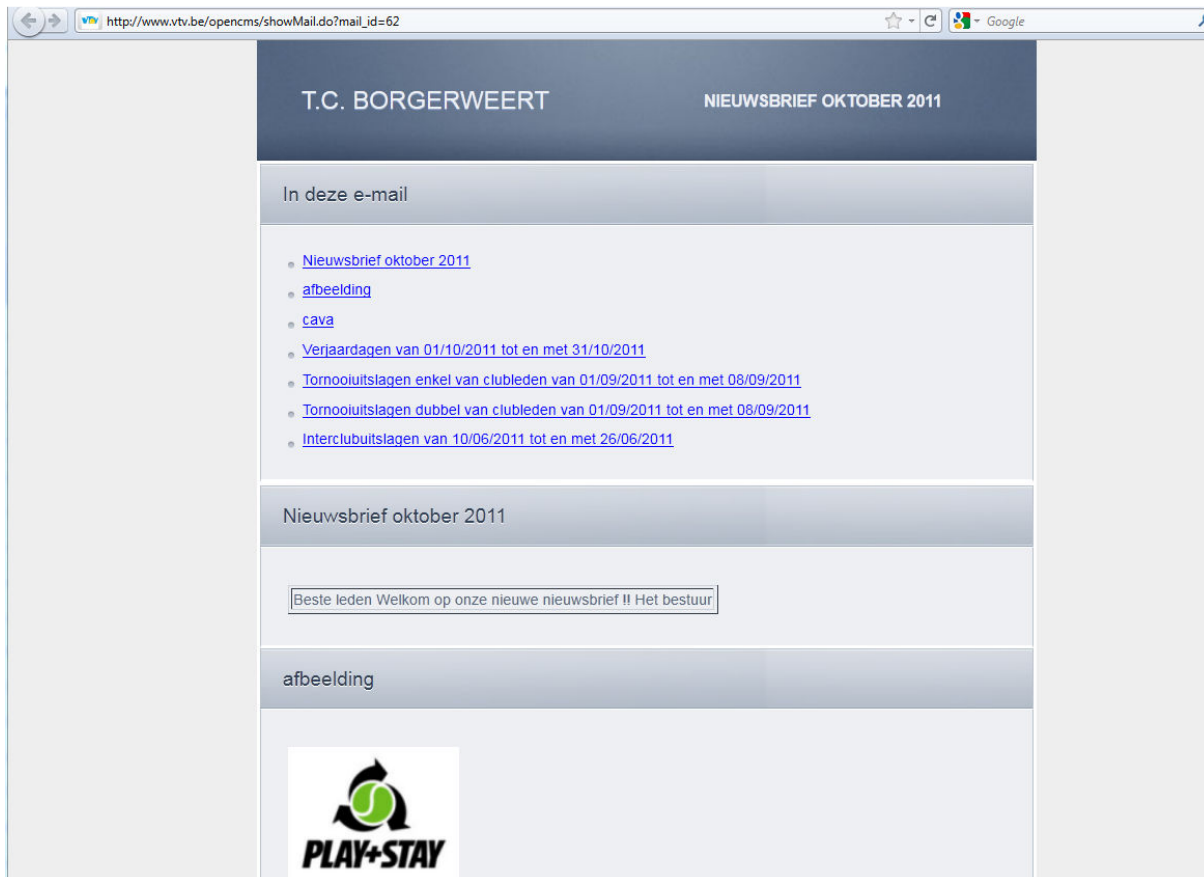 http://www.vtv.be/opencms/showMail.do?mail_id=62
Google
T.C. BORGERWEERT
NIEUWSBRIEF OKTOBER 2011
In deze e-mail
Nieuwsbrief oktober 2011
afbeelding
cava
Verjaardagen van 01/10/2011 tot en met 31/10/2011
Tornooiuitslagen enkel van clubleden van 01/09/2011 tot en met 08/09/2011
Tornooiuitslagen dubbel van clubleden van 01/09/2011 tot en met 08/09/2011
Interclubuitslagen van 10/06/2011 tot en met 26/06/2011
Nieuwsbrief oktober 2011
Beste leden Welkom op onze nieuwe nieuwsbrief !! Het bestuur
afbeelding
PLAY+STAY